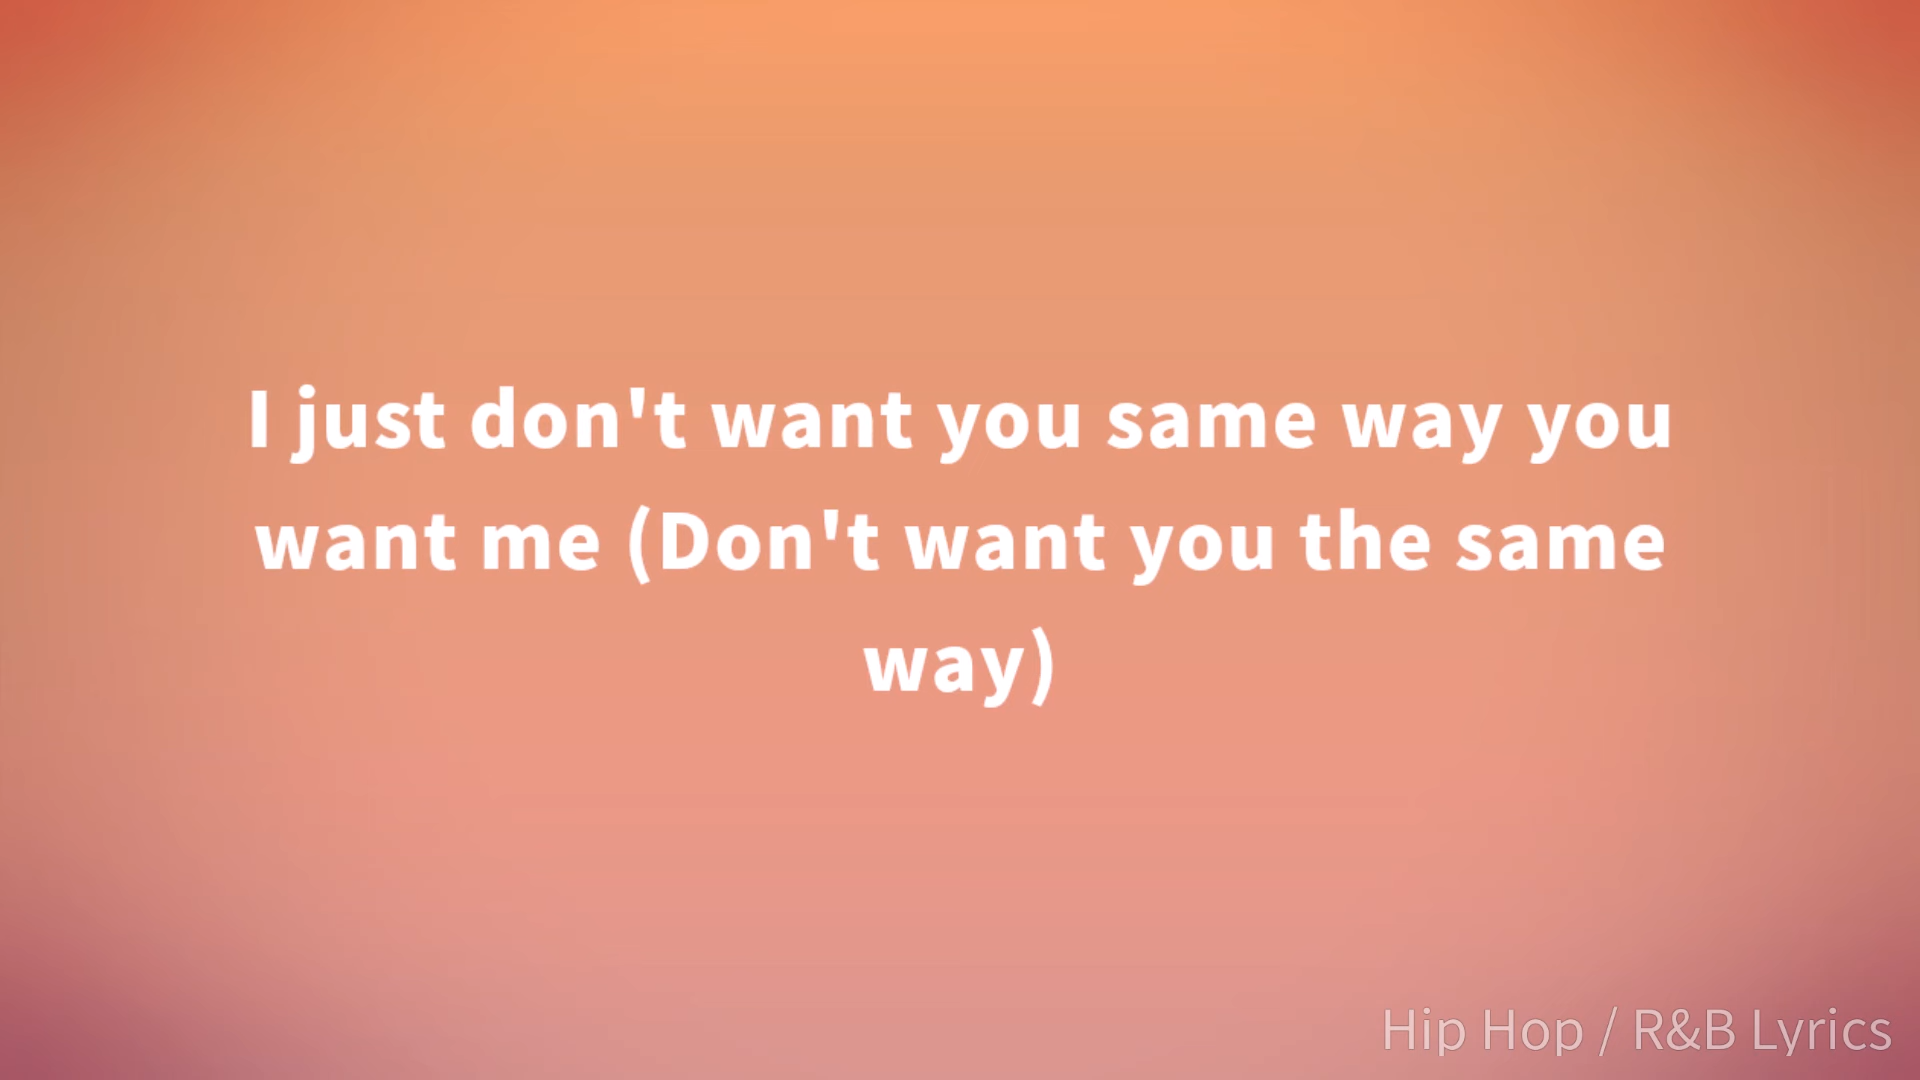 I just don't want you same way you
want me (Don't want you the same
way)
Hip Hop / R&B Lyrics